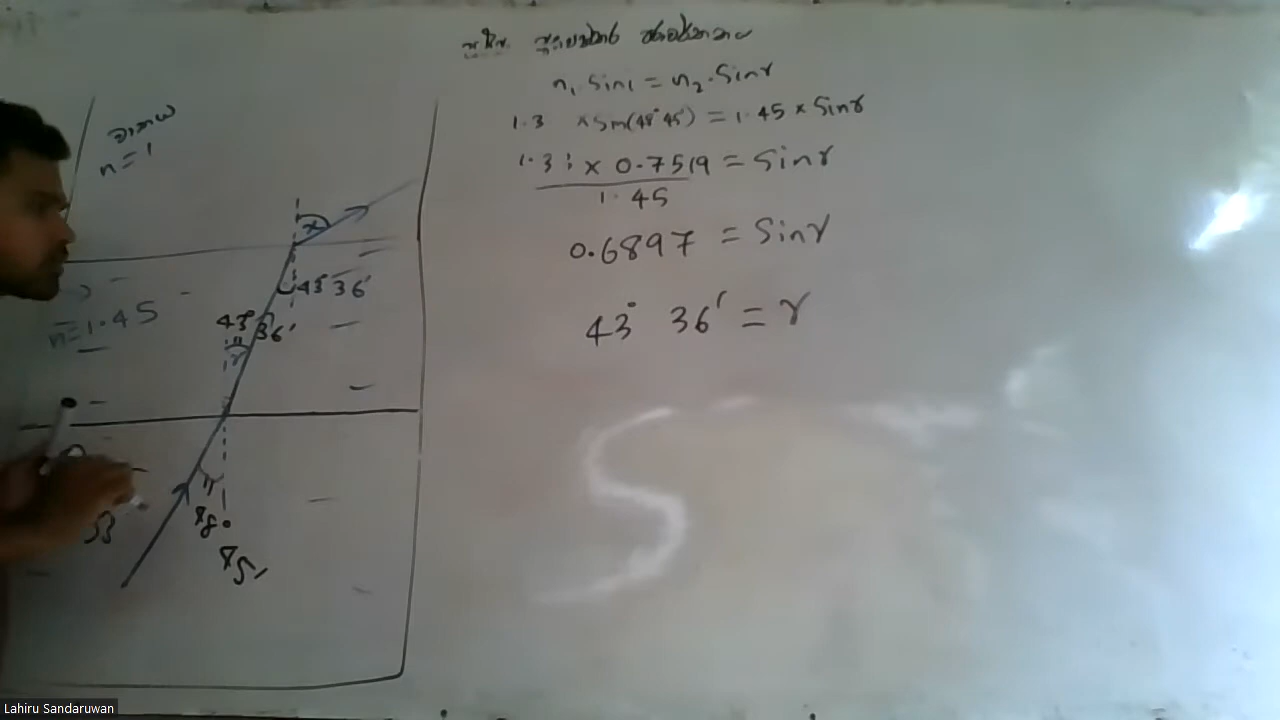 n₁ sin i = n₂ . sin r
1.3 × sin(48° 45') = 1.45 × sin r
1.3 × 0.7519 = sin r
1.45
0.6897 = sin r
43° 36' = r
n = 1
x
43° 36'
n = 1.45
43° 36'
r
48°
45'
Lahiru Sandaruwan